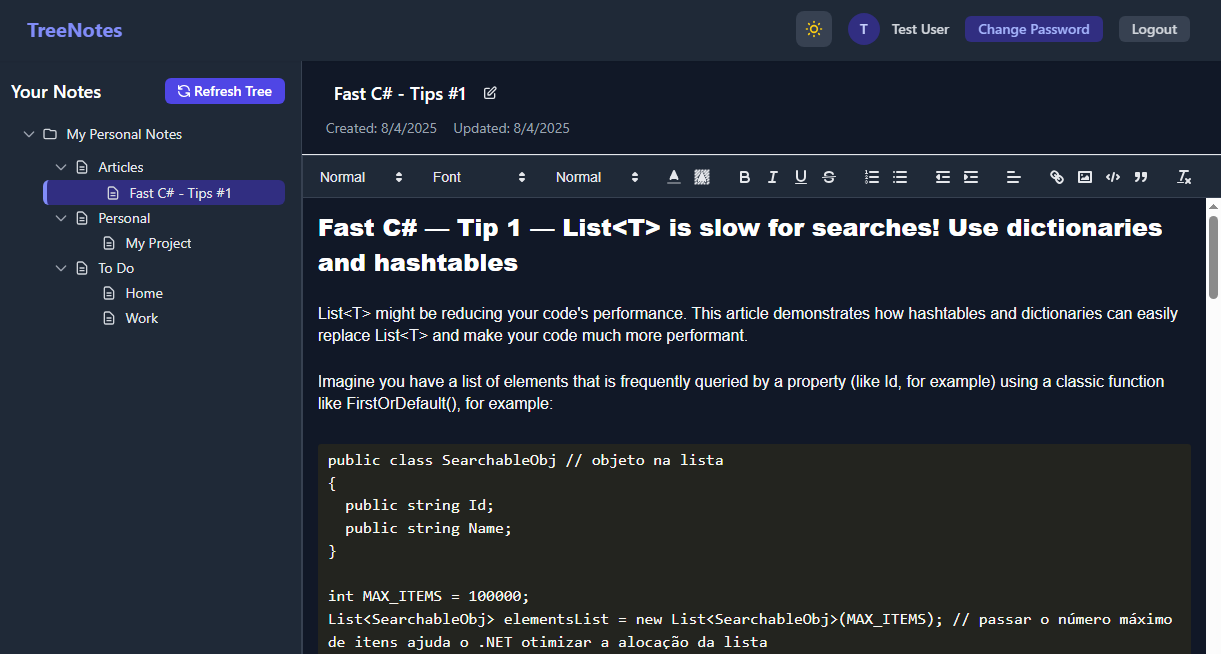 TreeNotes
T
Test User
Change Password
Logout
Your Notes
Refresh Tree
My Personal Notes
Articles
Fast C# - Tips #1
Personal
My Project
To Do
Home
Work
Fast C# - Tips #1
Created: 8/4/2025 Updated: 8/4/2025
Normal Font Normal A B I U S
Fast C# — Tip 1 — List<T> is slow for searches! Use dictionaries
and hashtables
List<T> might be reducing your code's performance. This article demonstrates how hashtables and dictionaries can easily
replace List<T> and make your code much more performant.
Imagine you have a list of elements that is frequently queried by a property (like Id, for example) using a classic function
like FirstOrDefault(), for example:
public class SearchableObj // objeto na lista
{
public string Id;
public string Name;
}
int MAX_ITEMS = 100000;
List<SearchableObj> elementsList = new List<SearchableObj>(MAX_ITEMS); // passar o número máximo
de itens ajuda o .NET otimizar a alocação da lista